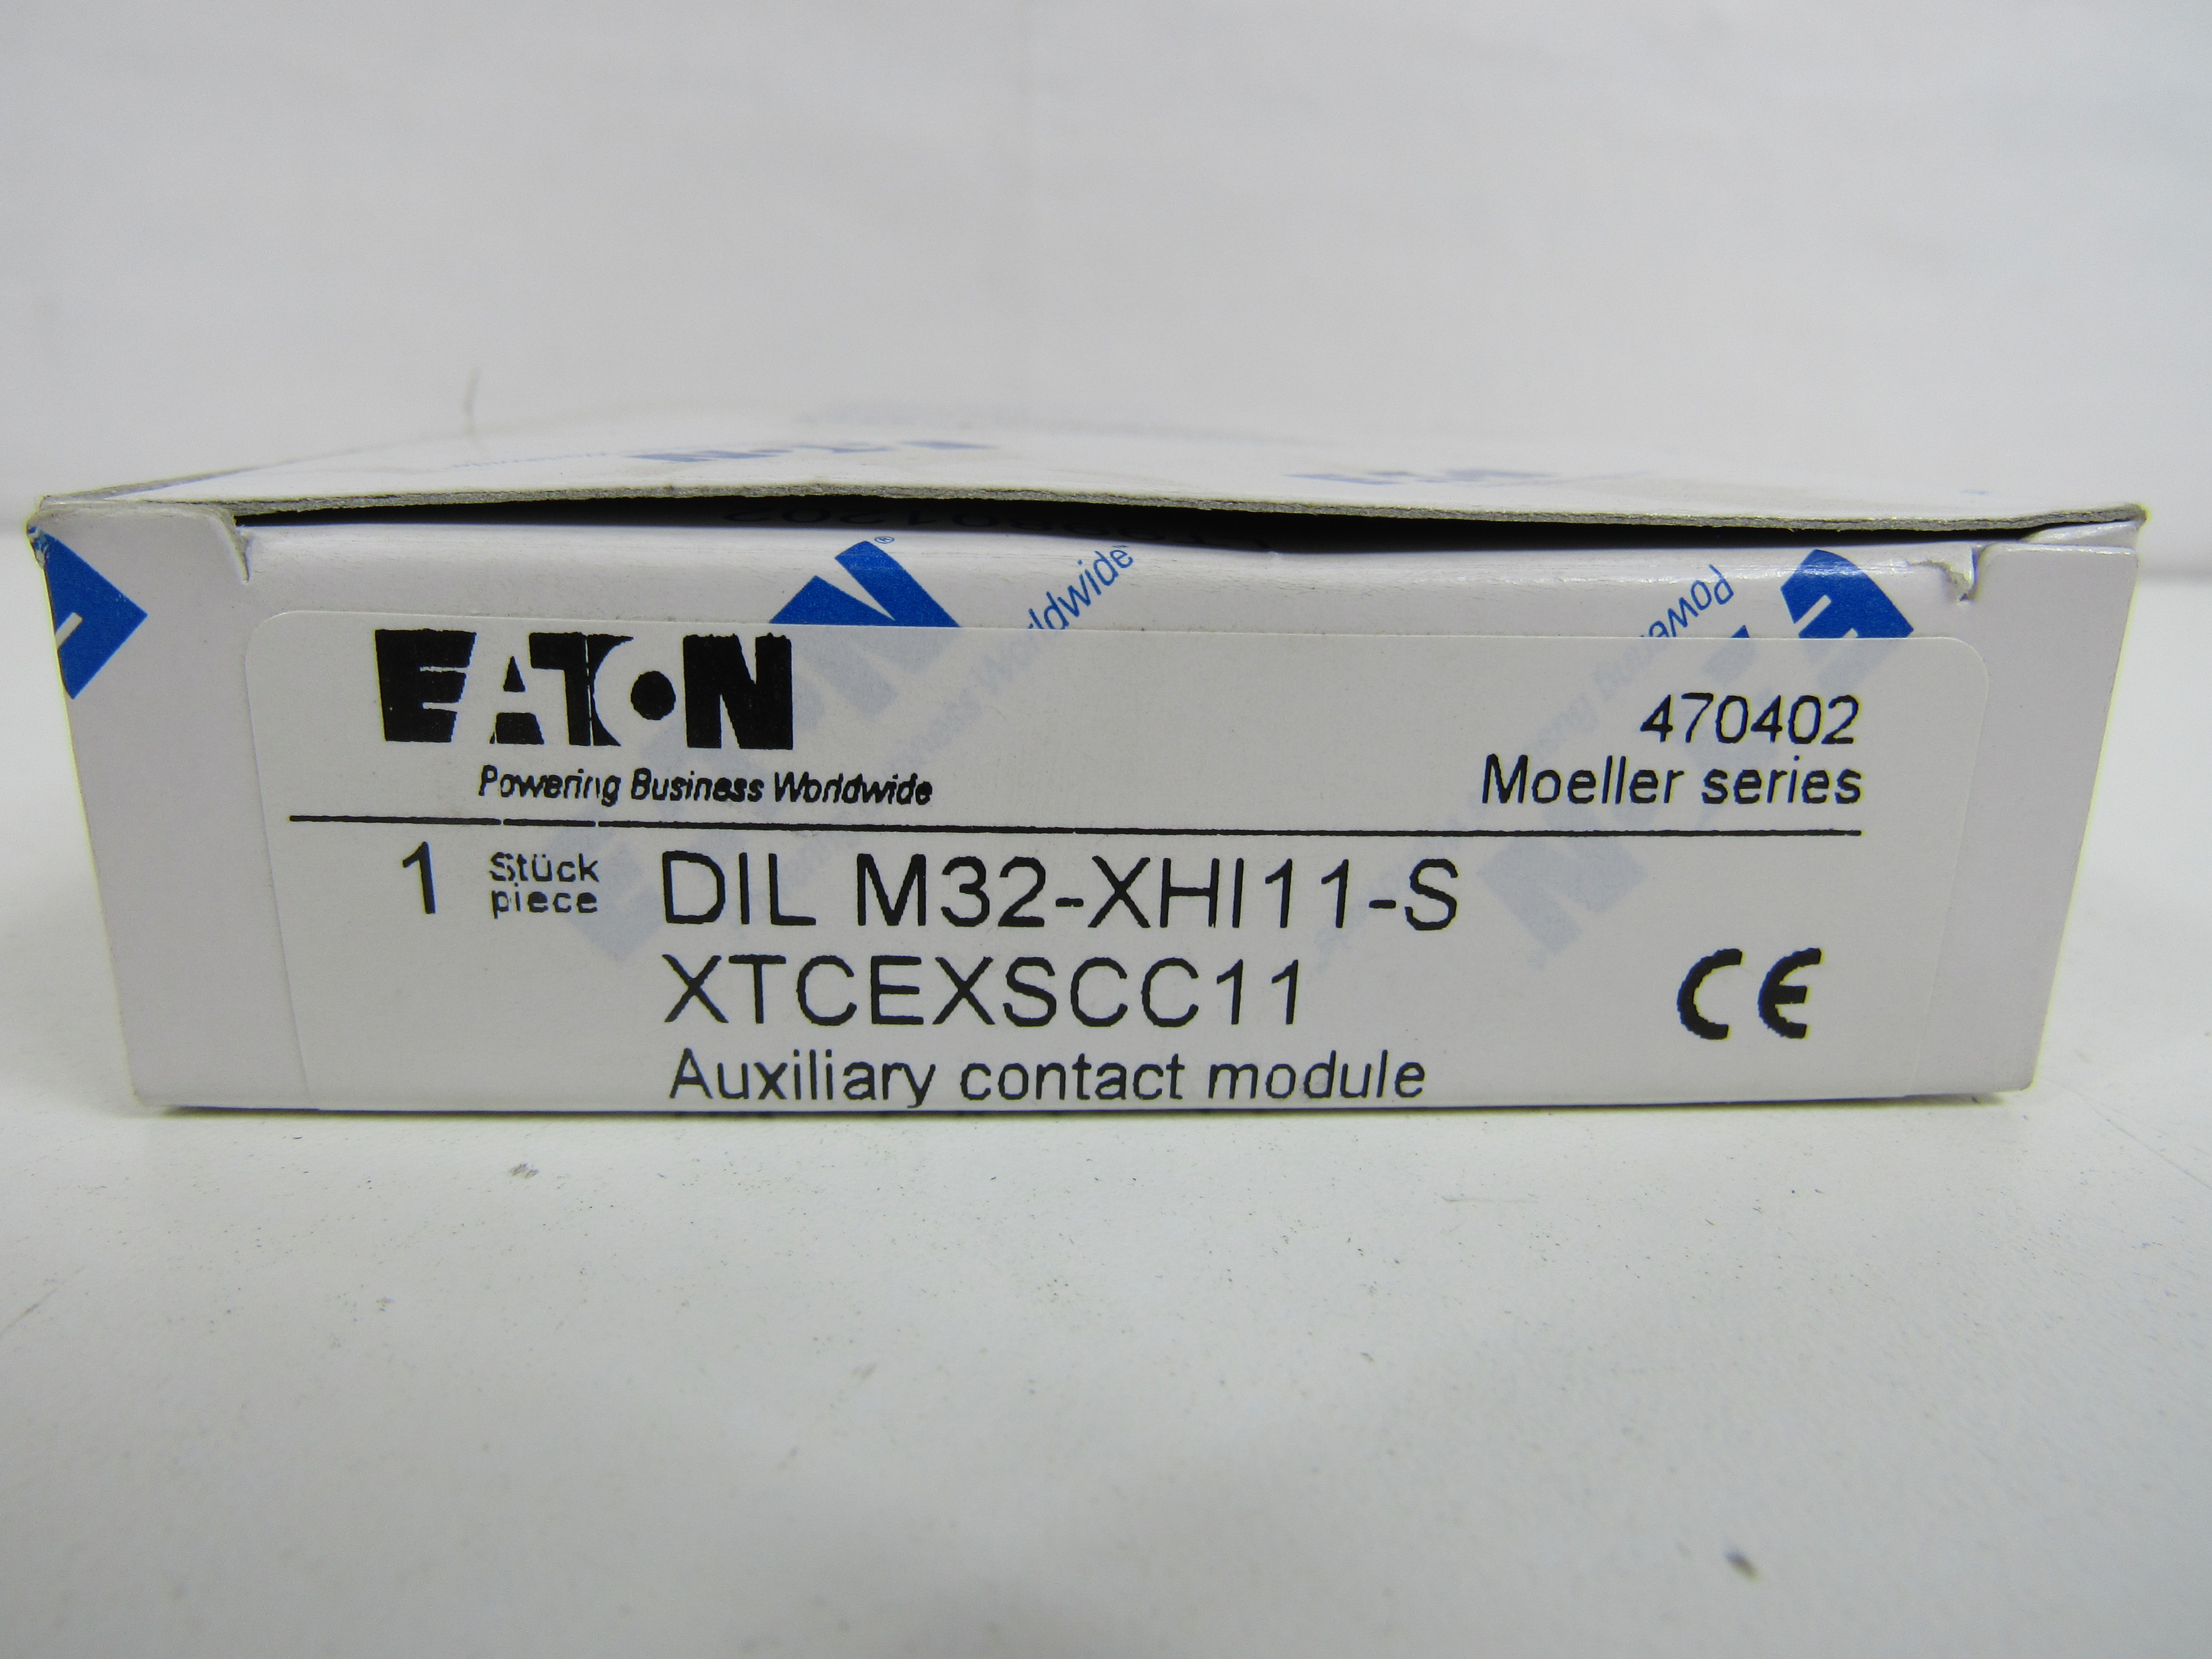 EATON
Powering Business Worldwide
470402
Moeller series
1 Stück
piece
DIL M32-XHI11-S
XTCEXSCC11
CE
Auxiliary contact module